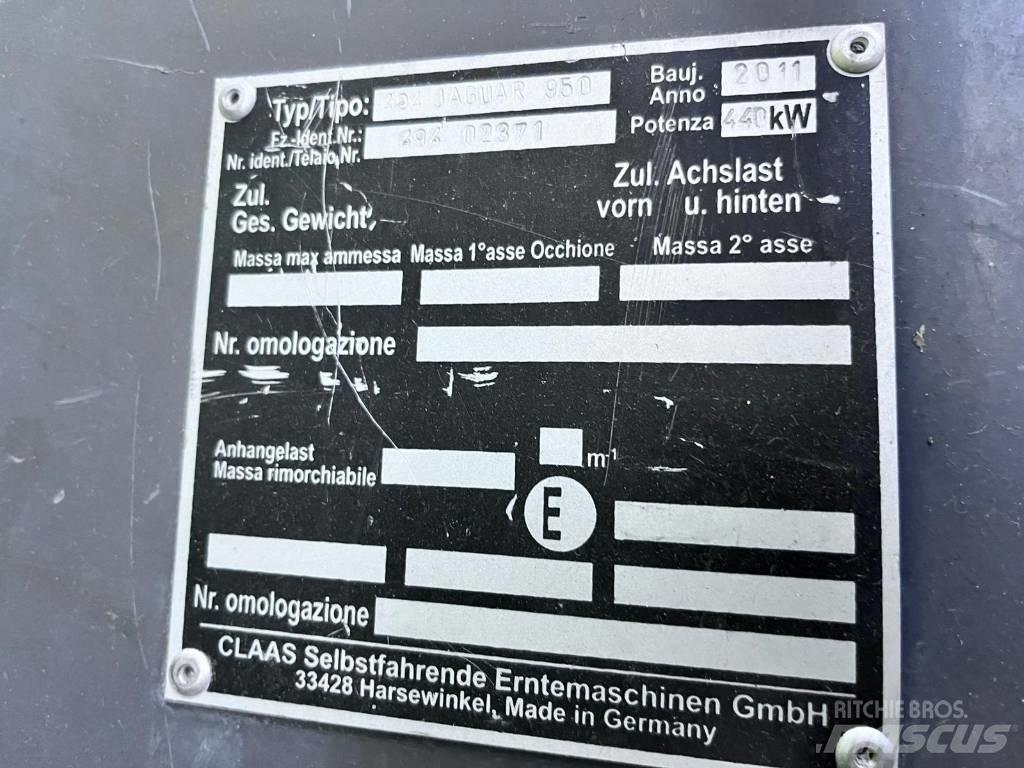 Typ/Tipo: 494 JAGUAR 950
Bauj. Anno 2011
Fz.-Ident.Nr.: Nr. ident./Telaio Nr. 494 02371
Potenza 440 kW
Zul. Ges. Gewicht,
Zul. Achslast
vorn u. hinten
Massa max ammessa Massa 1°asse Occhione Massa 2° asse
Nr. omologazione
Anhangelast
Massa rimorchiabile
m-1
E
Nr. omologazione
CLAAS Selbstfahrende Erntemaschinen GmbH
33428 Harsewinkel, Made in Germany
RITCHIE BROS.
MASCUS